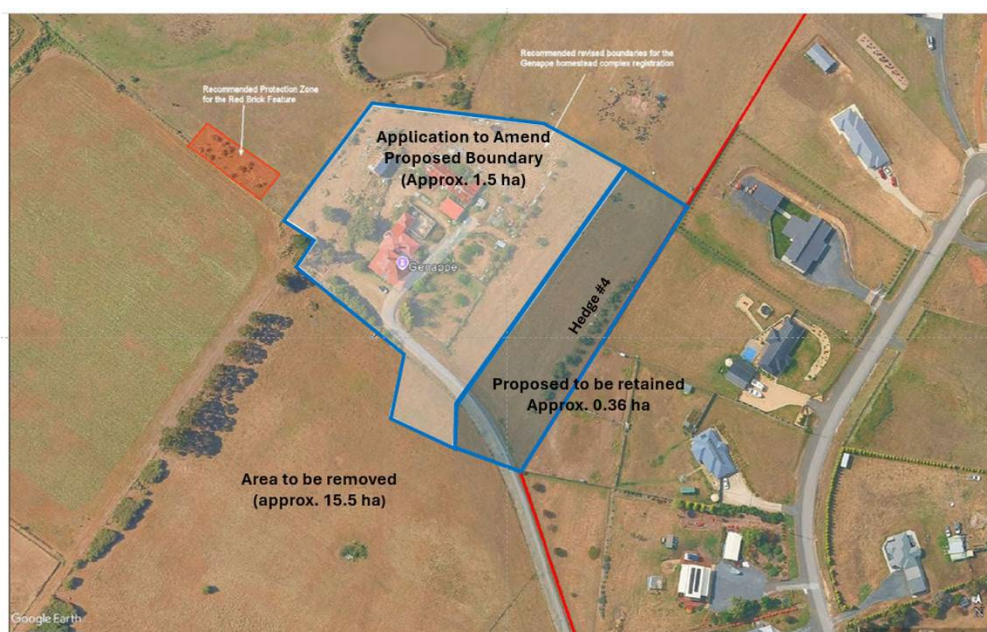 Recommended revised boundaries for the
Genappe homestead complex registration
Recommended Protection Zone
for the Red Brick Feature
Application to Amend
Proposed Boundary
(Approx. 1.5 ha)
Genappe
Hedge #4
Proposed to be retained
Approx. 0.36 ha
Area to be removed
(approx. 15.5 ha)
Google Earth